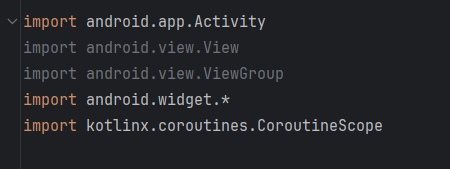 import android.app.Activity
import android.view.View
import android.view.ViewGroup
import android.widget.*
import kotlinx.coroutines.CoroutineScope